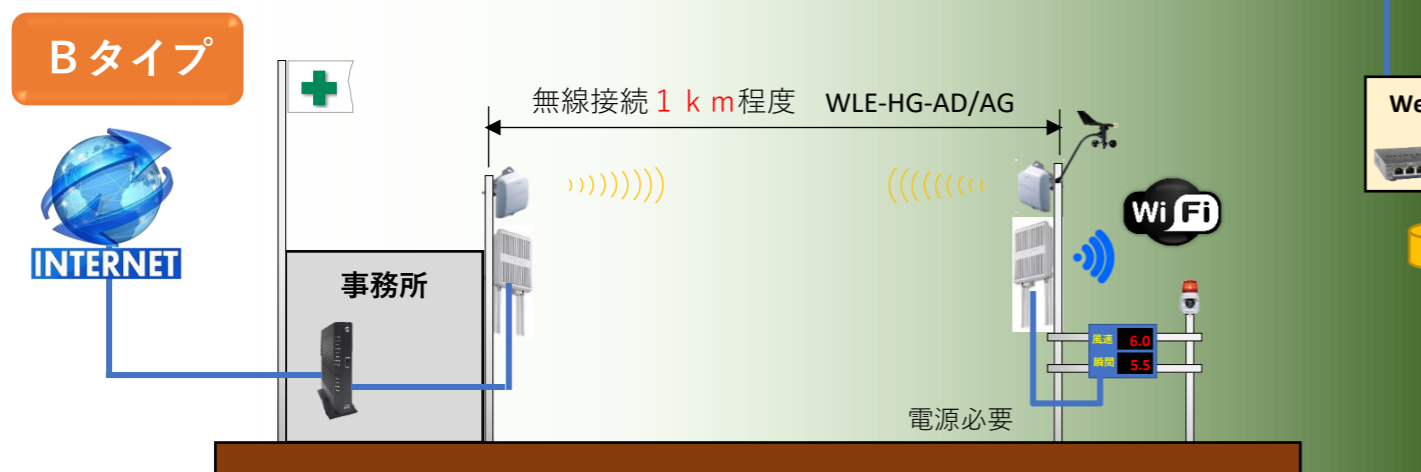 Bタイプ
無線接続１ｋｍ程度 WLE-HG-AD/AG
We
Wi Fi
INTERNET
事務所
風速 6.0
瞬間 5.5
電源必要